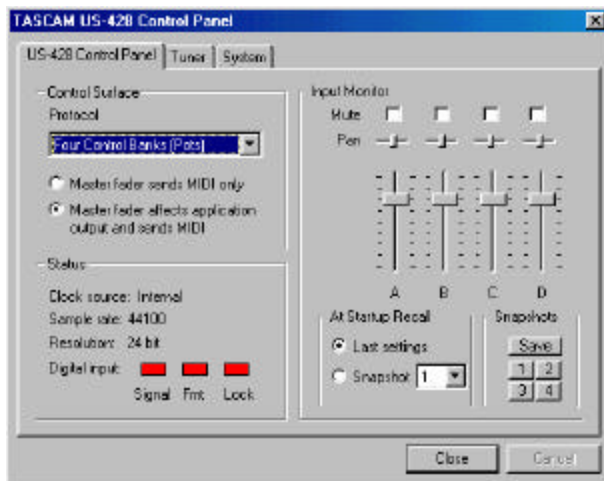 TASCAM US-428 Control Panel
US-428 Control Panel Tuner System
Control Surface
Protocol
Four Control Banks (Pots)
Master fader sends MIDI only
Master fader affects application
output and sends MIDI
Status
Clock source: Internal
Sample rate: 44100
Resolution: 24 bit
Digital input:
Signal Fmt Lock
Input Monitor
Mute
Pan
A B C D
At Startup Recall
Last settings
Snapshot 1
Snapshots
Save
1 2
3 4
Close Cancel